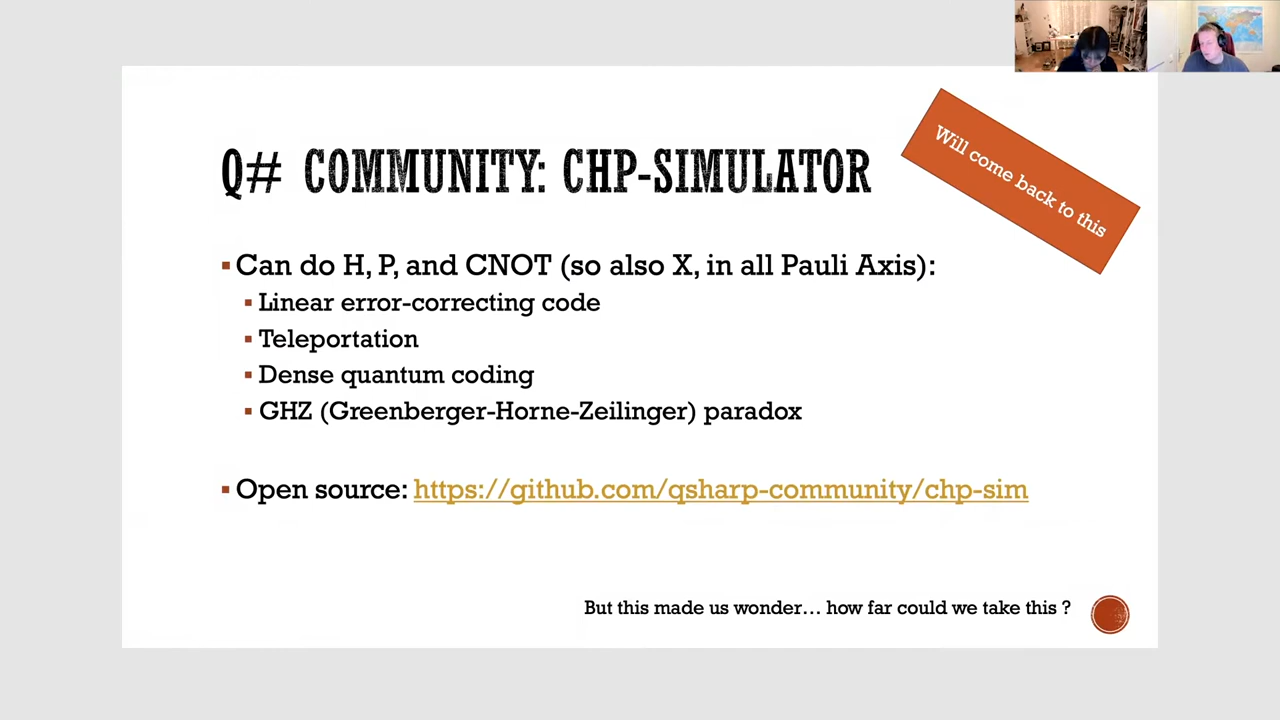 Will come back to this
Q# COMMUNITY: CHP-SIMULATOR
▪ Can do H, P, and CNOT (so also X, in all Pauli Axis):
▪ Linear error-correcting code
▪ Teleportation
▪ Dense quantum coding
▪ GHZ (Greenberger-Horne-Zeilinger) paradox
▪ Open source: https://github.com/qsharp-community/chp-sim
But this made us wonder... how far could we take this ?